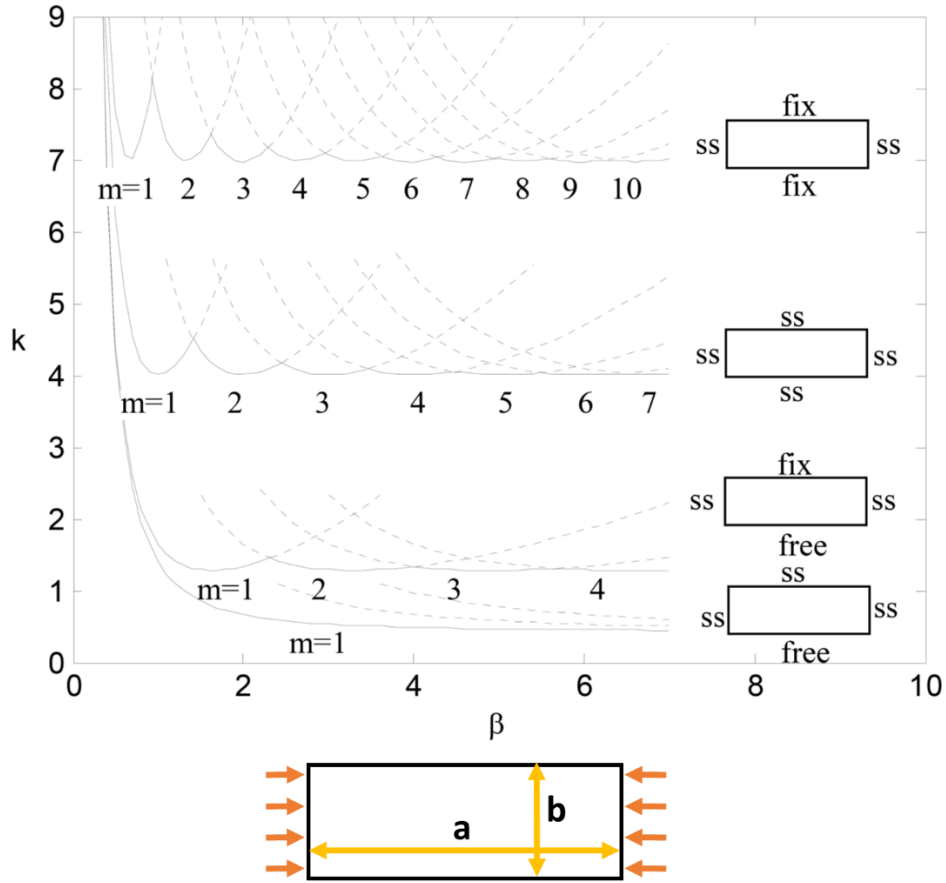 9
8
7
6
5
4
3
2
1
0
k
0 2 4 6 8 10
β
m=1 2 3 4 5 6 7 8 9 10
fix
ss ss
fix
m=1 2 3 4 5 6 7
ss
ss ss
ss
m=1 2 3 4
fix
ss ss
free
m=1
ss
ss ss
free
a
b